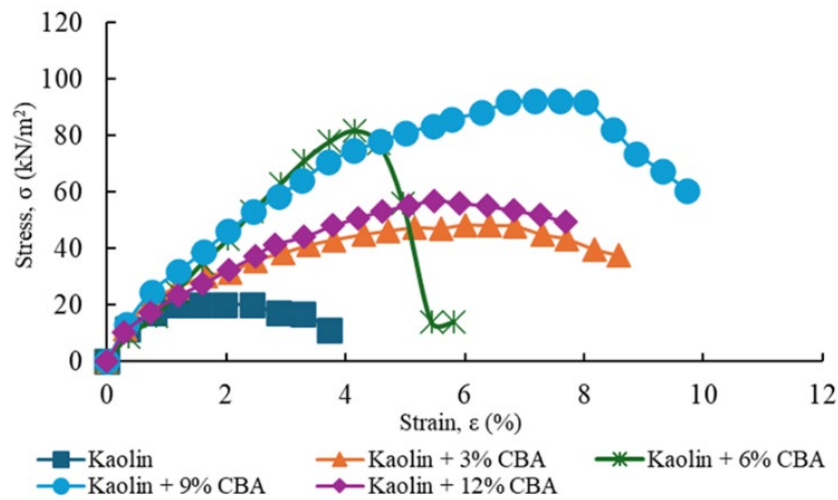 120
100
80
60
40
20
0
Stress, σ (kN/m²)
0 2 4 6 8 10 12
Strain, ε (%)
Kaolin Kaolin + 3% CBA Kaolin + 6% CBA
Kaolin + 9% CBA Kaolin + 12% CBA